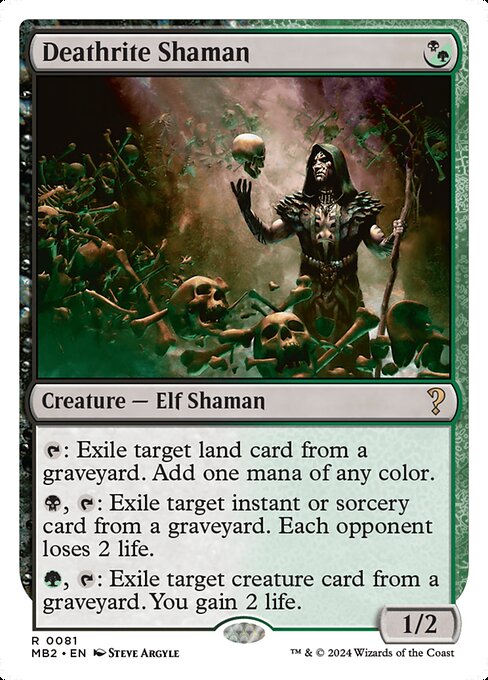 Deathrite Shaman
Creature — Elf Shaman
: Exile target land card from a
graveyard. Add one mana of any color.
, : Exile target instant or sorcery
card from a graveyard. Each opponent
loses 2 life.
, : Exile target creature card from a
graveyard. You gain 2 life.
1/2
R 0081
MB2 • EN Steve Argyle
™ & © 2024 Wizards of the Coast